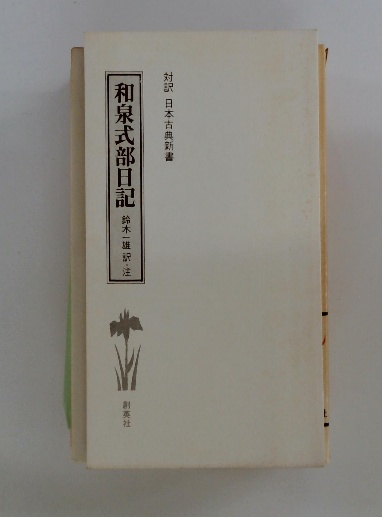 対訳 日本古典新書
和泉式部日記 鈴木一雄 訳・注
創英社